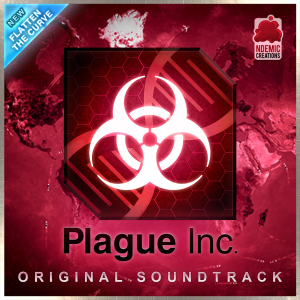 NEW
FLATTEN
THE CURVE
NDEMIC
CREATIONS
Plague Inc.
ORIGINAL SOUNDTRACK